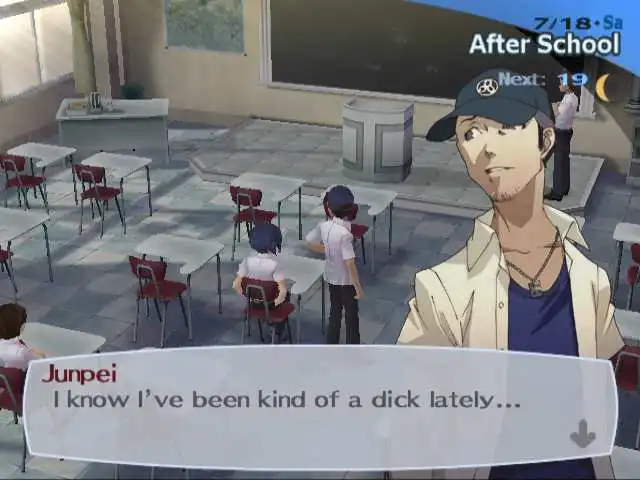 7/18・Sa
After School
Next: 19
Junpei
I know I've been kind of a dick lately...